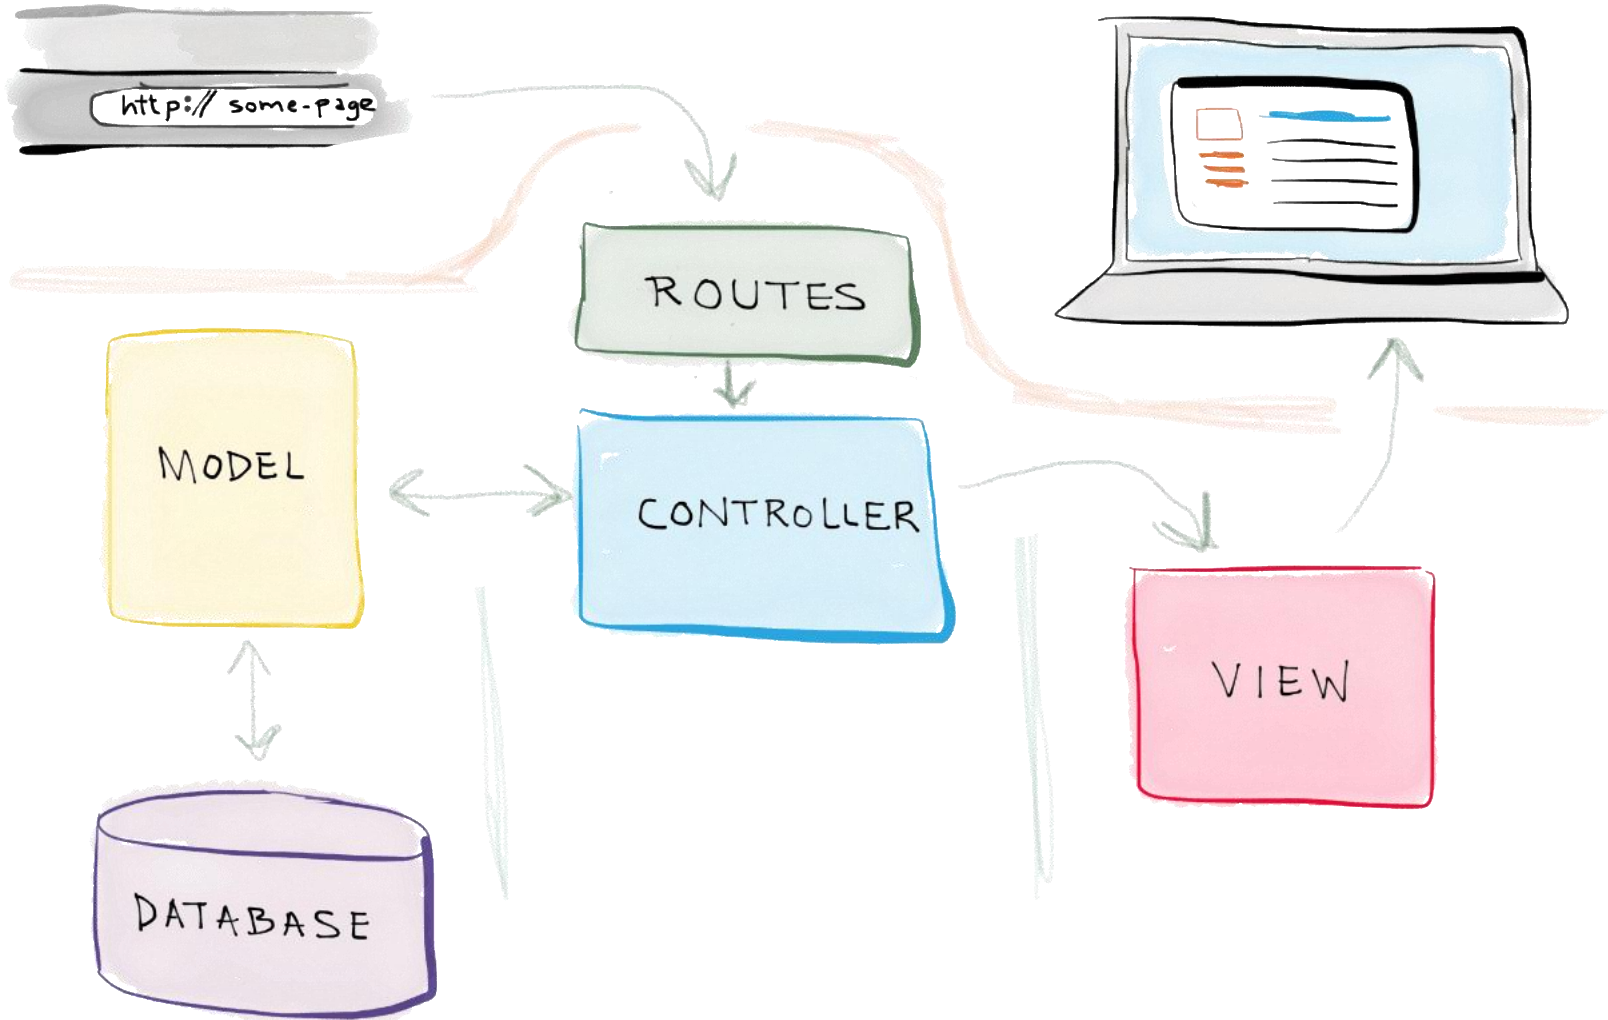 http:// some-page
ROUTES
MODEL
CONTROLLER
VIEW
DATABASE